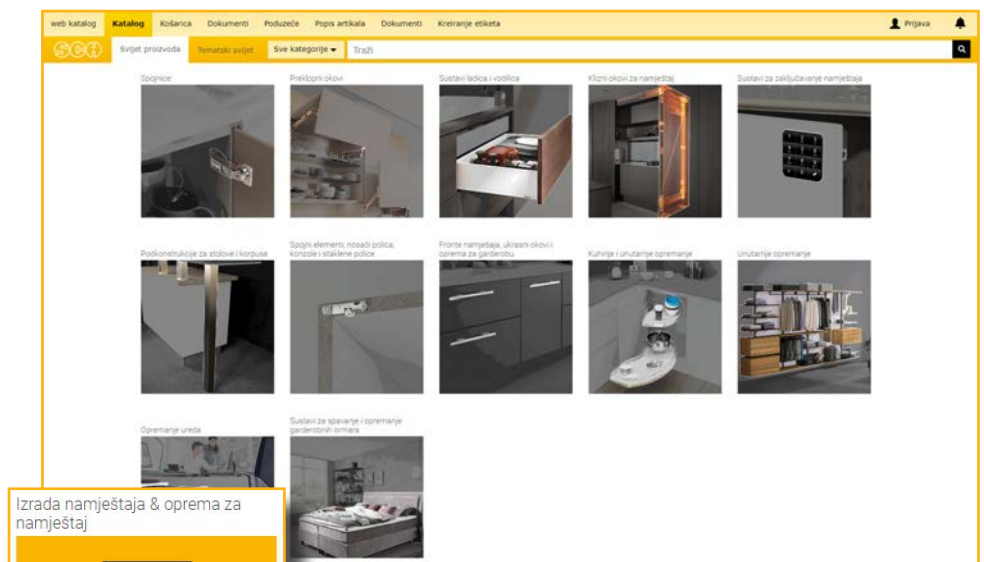 web katalog Katalog Košarica Dokumenti Poduzeće Popis artikala Dokumenti Kreiranje etiketa Prijava
SCH Svijet proizvoda Tematski svijet Sve kategorije Traži
Spojnice Preklopni okovi Sustavi ladica i vodilica Klizni okovi za namještaj Sustavi za zaključavanje namještaja
Podkonstrukcije za stolove i korpuse
Spojni elementi, nosači polica,
konzole i staklene police
Fronte namještaja, ukrasni okovi i
oprema za garderobu
Kuhinje i unutarnje opremanje
Unutarnje opremanje
Opremanje ureda
Sustavi za spavanje i opremanje
garderobnih ormara
Izrada namještaja & oprema za
namještaj